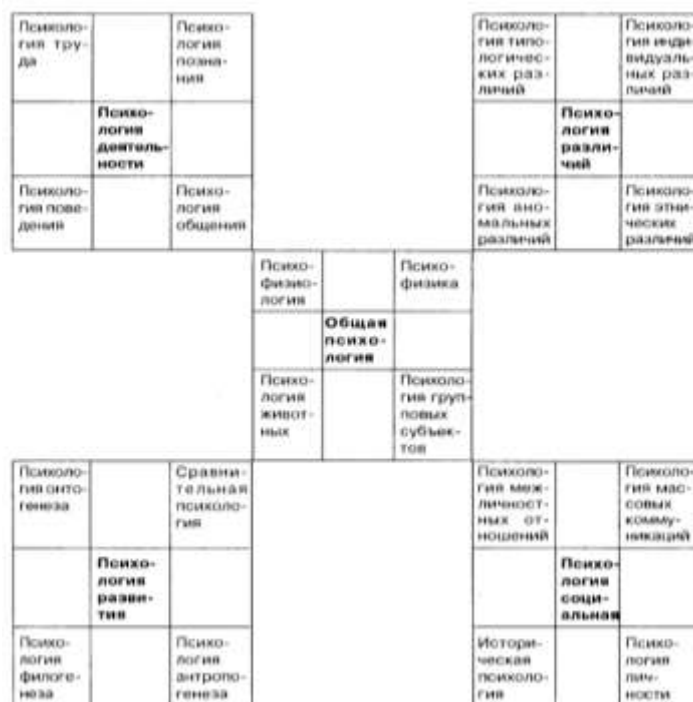 Психоло-
гия тру-
да
Психо-
логия
позна-
ния
Психо-
логия
деятель-
ности
Психоло-
гия пове-
дения
Психо-
логия
общения
Психоло-
гия типо-
логичес-
ких раз-
личий
Психоло-
гия инди-
видуаль-
ных раз-
личий
Психо-
логия
разли-
чий
Психоло-
гия ано-
мальных
различий
Психоло-
гия этни-
ческих
различий
Психо-
физио-
логия
Психо-
физика
Общая
психо-
логия
Психо-
логия
живот-
ных
Психоло-
гия груп-
повых
субъек-
тов
Психоло-
гия онто-
генеза
Сравни-
тельная
психоло-
гия
Психо-
логия
разви-
тия
Психо-
логия
филоге-
неза
Психо-
логия
антропо-
генеза
Психоло-
гия меж-
личност-
ных от-
ношений
Психоло-
гия мас-
совых
комму-
никаций
Психо-
логия
соци-
альная
Истори-
ческая
психоло-
гия
Психо-
логия
лич-
ности